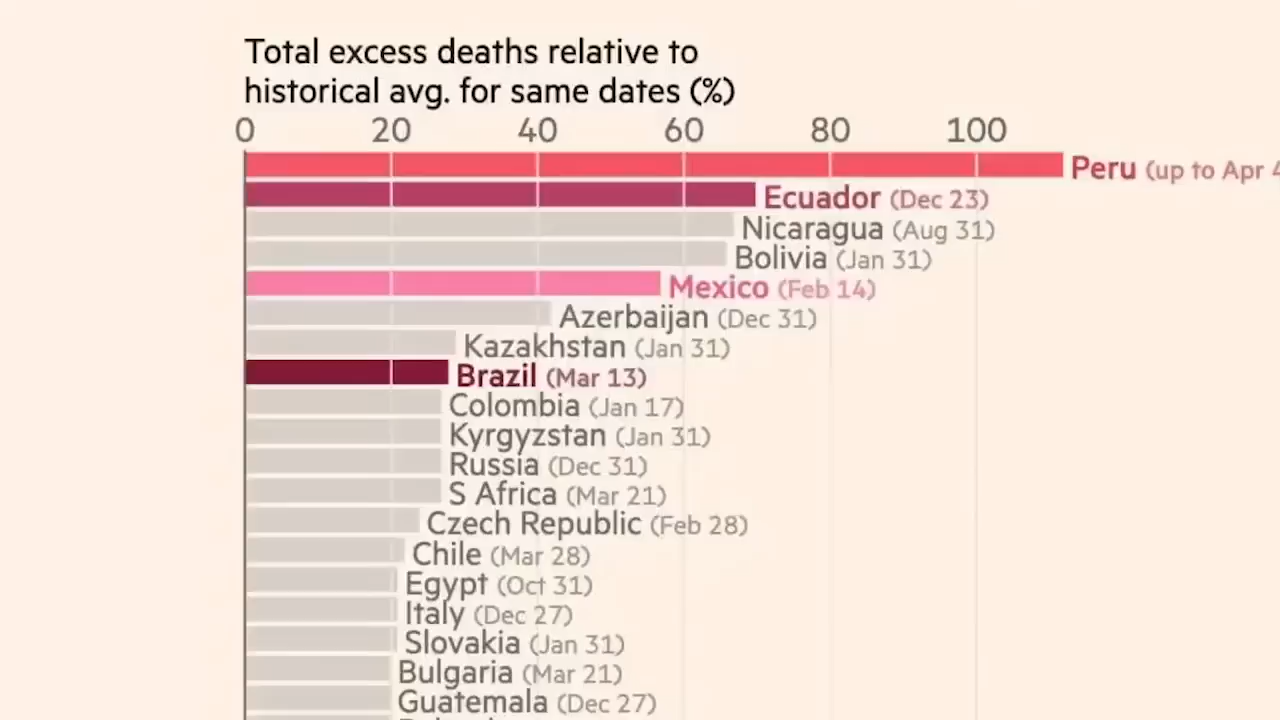 Total excess deaths relative to
historical avg. for same dates (%)
0 20 40 60 80 100
Peru (up to Apr 4
Ecuador (Dec 23)
Nicaragua (Aug 31)
Bolivia (Jan 31)
Mexico (Feb 14)
Azerbaijan (Dec 31)
Kazakhstan (Jan 31)
Brazil (Mar 13)
Colombia (Jan 17)
Kyrgyzstan (Jan 31)
Russia (Dec 31)
S Africa (Mar 21)
Czech Republic (Feb 28)
Chile (Mar 28)
Egypt (Oct 31)
Italy (Dec 27)
Slovakia (Jan 31)
Bulgaria (Mar 21)
Guatemala (Dec 27)